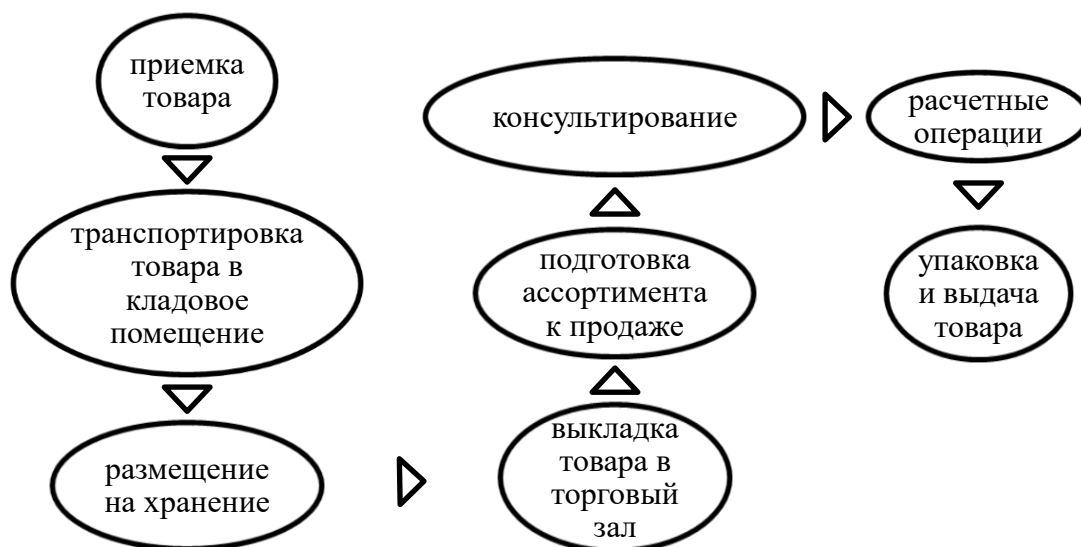 приемка
товара
транспортировка
товара в
кладовое
помещение
размещение
на хранение
выкладка
товара в
торговый
зал
подготовка
ассортимента
к продаже
консультирование
расчетные
операции
упаковка
и выдача
товара